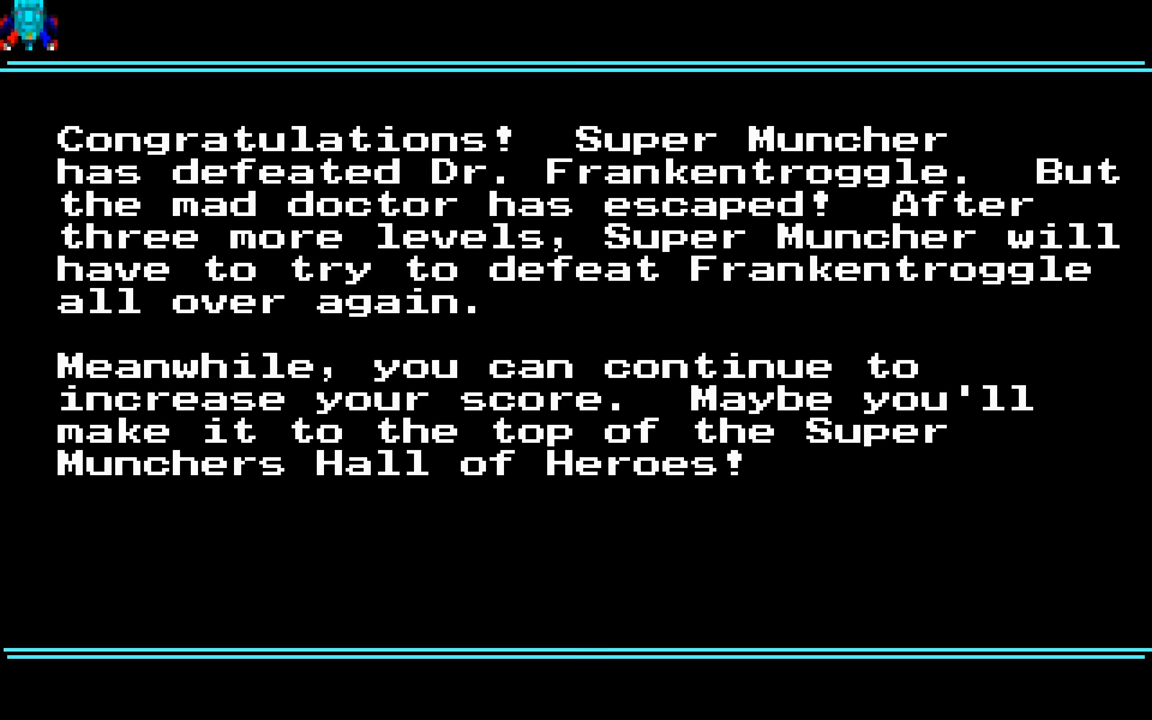 Congratulations!  Super Muncher
has defeated Dr. Frankentroggle.  But
the mad doctor has escaped!  After
three more levels, Super Muncher will
have to try to defeat Frankentroggle
all over again.
Meanwhile, you can continue to
increase your score.  Maybe you'll
make it to the top of the Super
Munchers Hall of Heroes!